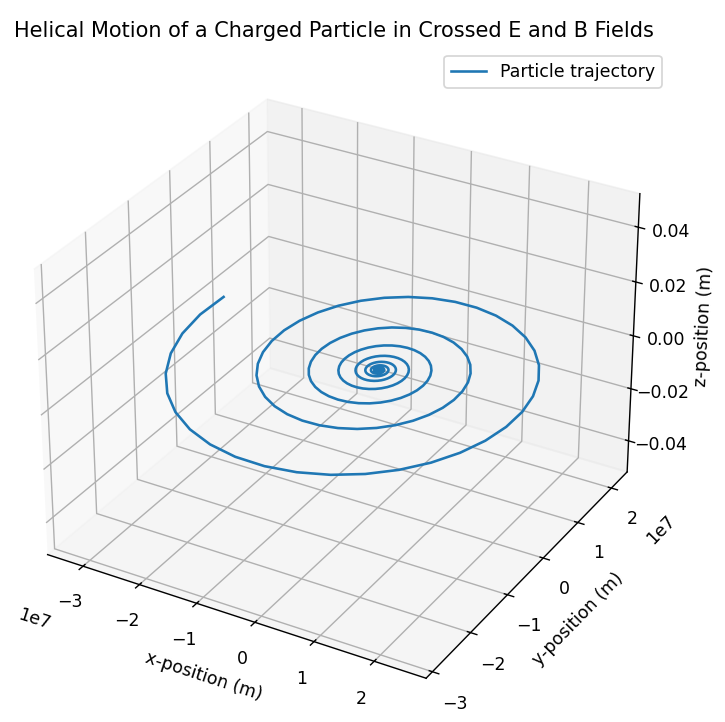 Helical Motion of a Charged Particle in Crossed E and B Fields
Particle trajectory
0.04
0.02
0.00
−0.02
−0.04
z-position (m)
2
1
0
−1
−2
−3
1e7
y-position (m)
−3
−2
−1
0
1
2
1e7
x-position (m)